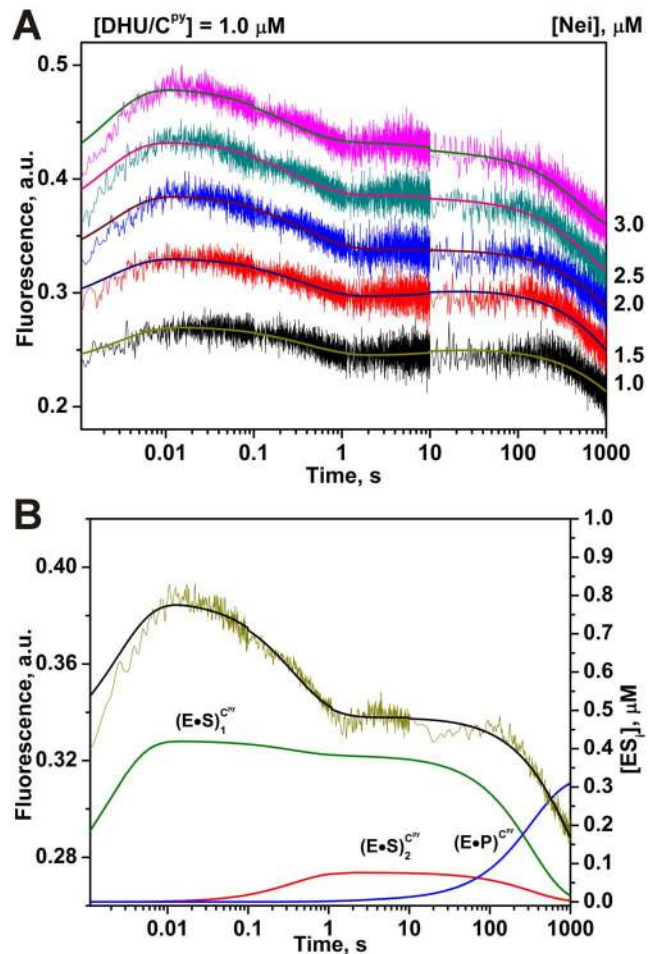 A
[DHU/C^py] = 1.0 μM
[Nei], μM
0.5
0.4
0.3
0.2
Fluorescence, a.u.
3.0
2.5
2.0
1.5
1.0
0.01 0.1 1 10 100 1000
Time, s
B
0.40
0.36
0.32
0.28
Fluorescence, a.u.
(E•S)₁^{C^py}
(E•S)₂^{C^py}
(E•P)^{C^py}
1.0
0.9
0.8
0.7
0.6
0.5
0.4
0.3
0.2
0.1
0.0
[ES_i], μM
0.01 0.1 1 10 100 1000
Time, s